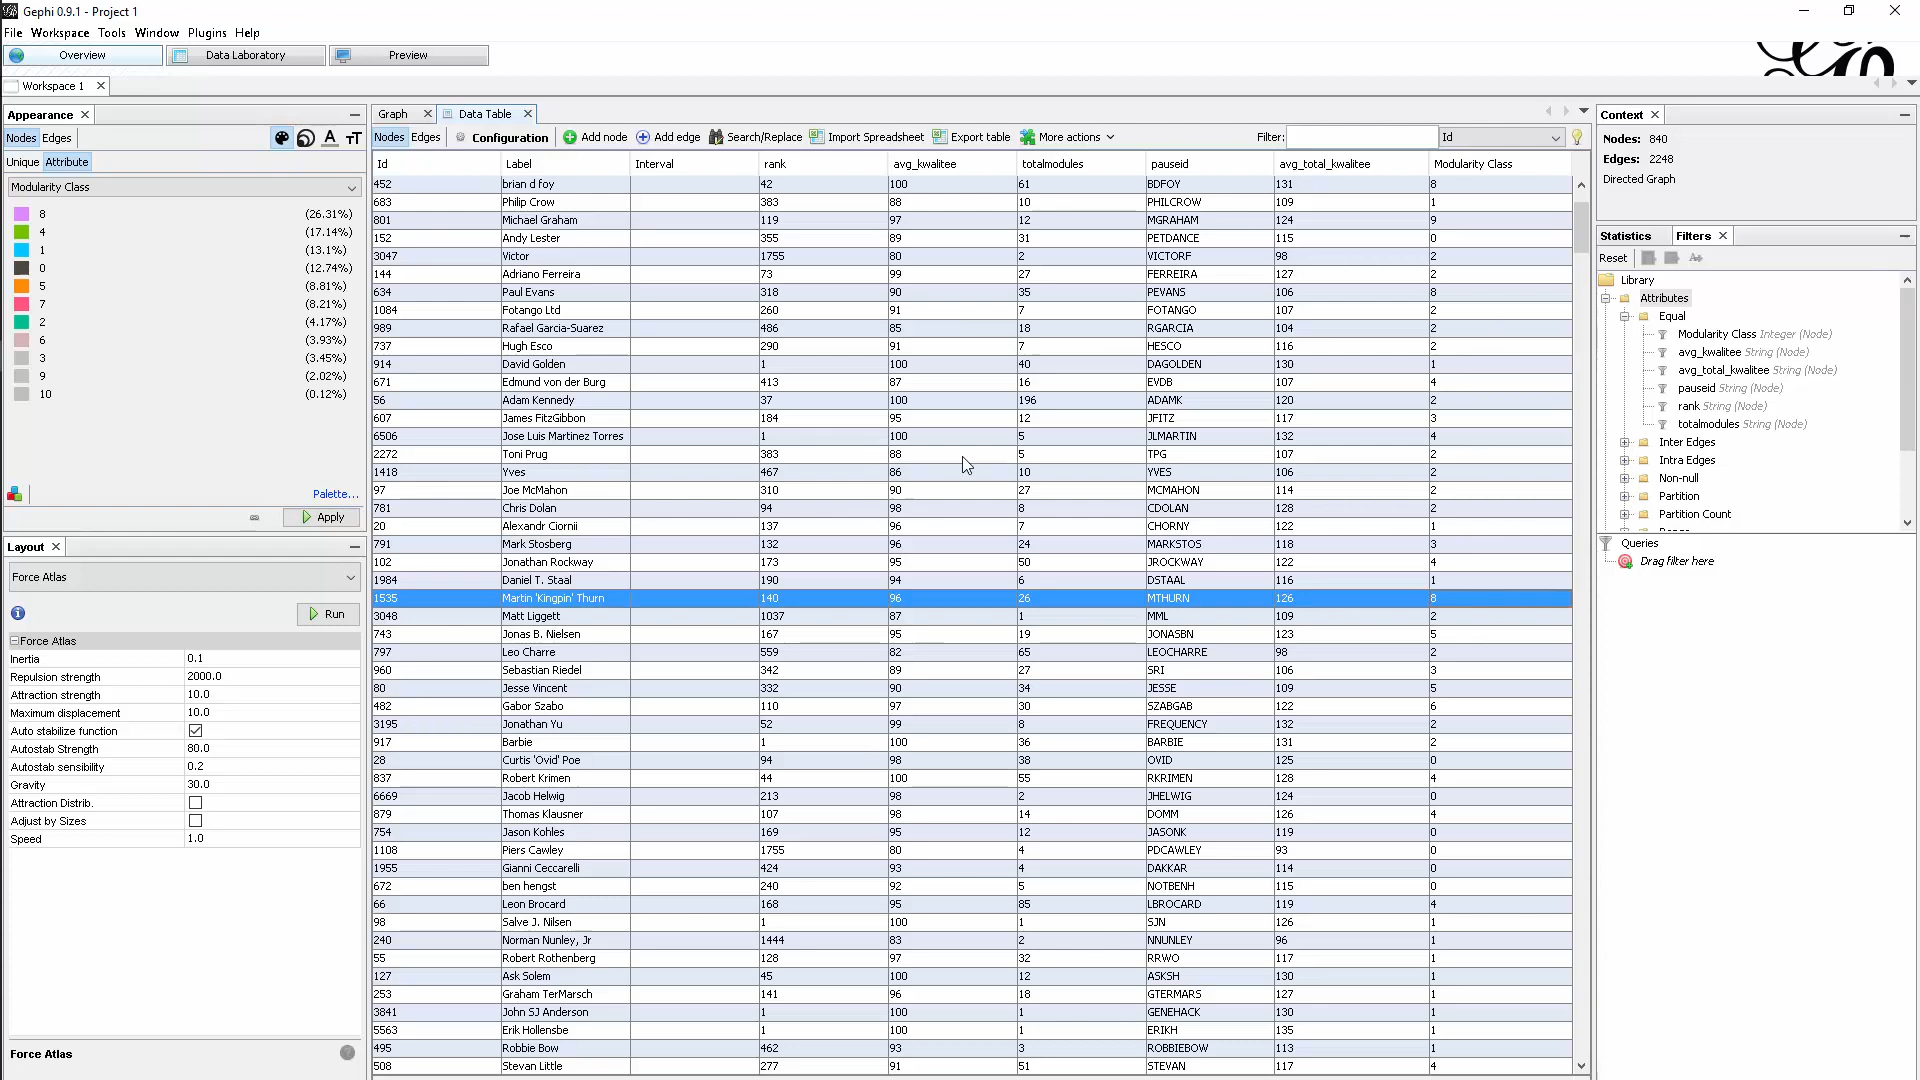 Gephi 0.9.1 - Project 1
File Workspace Tools Window Plugins Help
Overview Data Laboratory Preview
Workspace 1
Appearance
Nodes Edges
Unique Attribute
Modularity Class
8 (26.31%)
4 (17.14%)
1 (13.1%)
0 (12.74%)
5 (8.81%)
7 (8.21%)
2 (4.17%)
6 (3.93%)
3 (3.45%)
9 (2.02%)
10 (0.12%)
Palette...
Apply
Layout
Force Atlas
Run
Force Atlas
Inertia 0.1
Repulsion strength 2000.0
Attraction strength 10.0
Maximum displacement 10.0
Auto stabilize function
Autostab Strength 80.0
Autostab sensibility 0.2
Gravity 30.0
Attraction Distrib.
Adjust by Sizes
Speed 1.0
Force Atlas
Graph Data Table
Nodes Edges Configuration Add node Add edge Search/Replace Import Spreadsheet Export table More actions Filter: Id
Id Label Interval rank avg_kwalitee totalmodules pauseid avg_total_kwalitee Modularity Class
452 brian d foy 42 100 61 BDFOY 131 8
683 Philip Crow 383 88 10 PHILCROW 109 1
801 Michael Graham 119 97 12 MGRAHAM 124 9
152 Andy Lester 355 89 31 PETDANCE 115 0
3047 Victor 1755 80 2 VICTORF 98 2
144 Adriano Ferreira 73 99 27 FERREIRA 127 2
634 Paul Evans 318 90 35 PEVANS 106 8
1084 Fotango Ltd 260 91 7 FOTANGO 107 2
989 Rafael Garcia-Suarez 486 85 18 RGARCIA 104 2
737 Hugh Esco 290 91 7 HESCO 116 2
914 David Golden 1 100 40 DAGOLDEN 130 1
671 Edmund von der Burg 413 87 16 EVDB 107 4
56 Adam Kennedy 37 100 196 ADAMK 120 2
607 James FitzGibbon 184 95 12 JFITZ 117 3
6506 Jose Luis Martinez Torres 1 100 5 JLMARTIN 132 4
2272 Toni Prug 383 88 5 TPG 107 2
1418 Yves 467 86 10 YVES 106 2
97 Joe McMahon 310 90 27 MCMAHON 114 2
781 Chris Dolan 94 98 8 CDOLAN 128 2
20 Alexandr Ciornii 137 96 7 CHORNY 122 1
791 Mark Stosberg 132 96 24 MARKSTOS 118 3
102 Jonathan Rockway 173 95 50 JROCKWAY 122 4
1984 Daniel T. Staal 190 94 6 DSTAAL 116 1
1535 Martin 'Kingpin' Thurn 140 96 26 MTHURN 126 8
3048 Matt Liggett 1037 87 1 MML 109 2
743 Jonas B. Nielsen 167 95 19 JONASBN 123 5
797 Leo Charre 559 82 65 LEOCHARRE 98 2
960 Sebastian Riedel 342 89 27 SRI 106 3
80 Jesse Vincent 332 90 34 JESSE 109 5
482 Gabor Szabo 110 97 30 SZABGAB 122 6
3195 Jonathan Yu 52 99 8 FREQUENCY 132 2
917 Barbie 1 100 36 BARBIE 131 2
28 Curtis 'Ovid' Poe 94 98 38 OVID 125 0
837 Robert Krimen 44 100 55 RKRIMEN 128 4
6669 Jacob Helwig 213 98 2 JHELWIG 124 0
879 Thomas Klausner 107 98 14 DOMM 126 4
754 Jason Kohles 169 95 12 JASONK 119 0
1108 Piers Cawley 1755 80 4 PDCAWLEY 93 0
1955 Gianni Ceccarelli 424 93 4 DAKKAR 114 0
672 ben hengst 240 92 5 NOTBENH 115 0
66 Leon Brocard 168 95 85 LBROCARD 119 4
98 Salve J. Nilsen 1 100 1 SJN 126 1
240 Norman Nunley, Jr 1444 83 2 NNUNLEY 96 1
55 Robert Rothenberg 128 97 32 RRWO 117 1
127 Ask Solem 45 100 12 ASKSH 130 1
253 Graham TerMarsch 141 96 18 GTERMARS 127 1
3841 John SJ Anderson 1 100 1 GENEHACK 130 1
5563 Erik Hollensbe 1 100 1 ERIKH 135 1
495 Robbie Bow 462 93 3 ROBBIEBOW 113 1
508 Stevan Little 277 91 51 STEVAN 117 4
Context
Nodes: 840
Edges: 2248
Directed Graph
Statistics Filters
Reset
Library
Attributes
Equal
Modularity Class Integer (Node)
avg_kwalitee String (Node)
avg_total_kwalitee String (Node)
pauseid String (Node)
rank String (Node)
totalmodules String (Node)
Inter Edges
Intra Edges
Non-null
Partition
Partition Count
Queries
Drag filter here